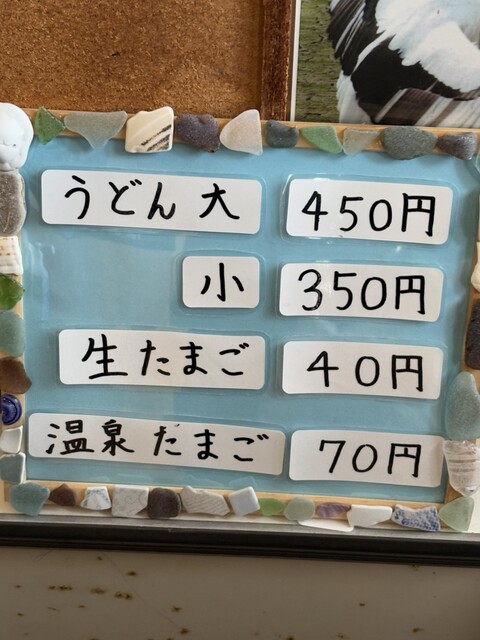 うどん 大 450円
小 350円
生たまご 40円
温泉たまご 70円